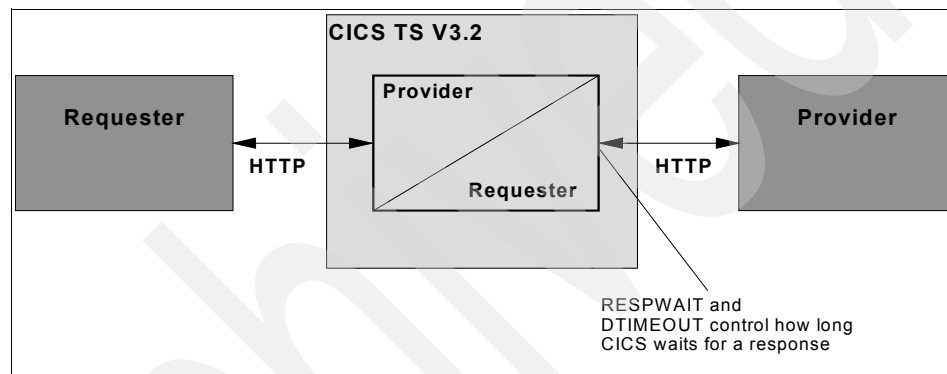 CICS TS V3.2
Requester
HTTP
Provider
Requester
HTTP
Provider
RESPWAIT and
DTIMEOUT control how long
CICS waits for a response